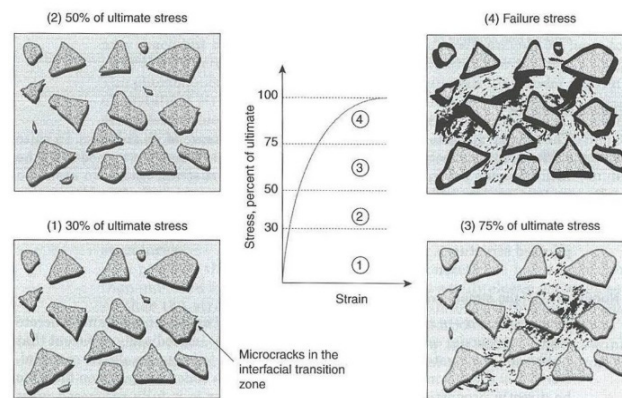 (2) 50% of ultimate stress
(4) Failure stress
Stress, percent of ultimate
100
75
50
30
4
3
2
1
Strain
(1) 30% of ultimate stress
(3) 75% of ultimate stress
Microcracks in the
interfacial transition
zone